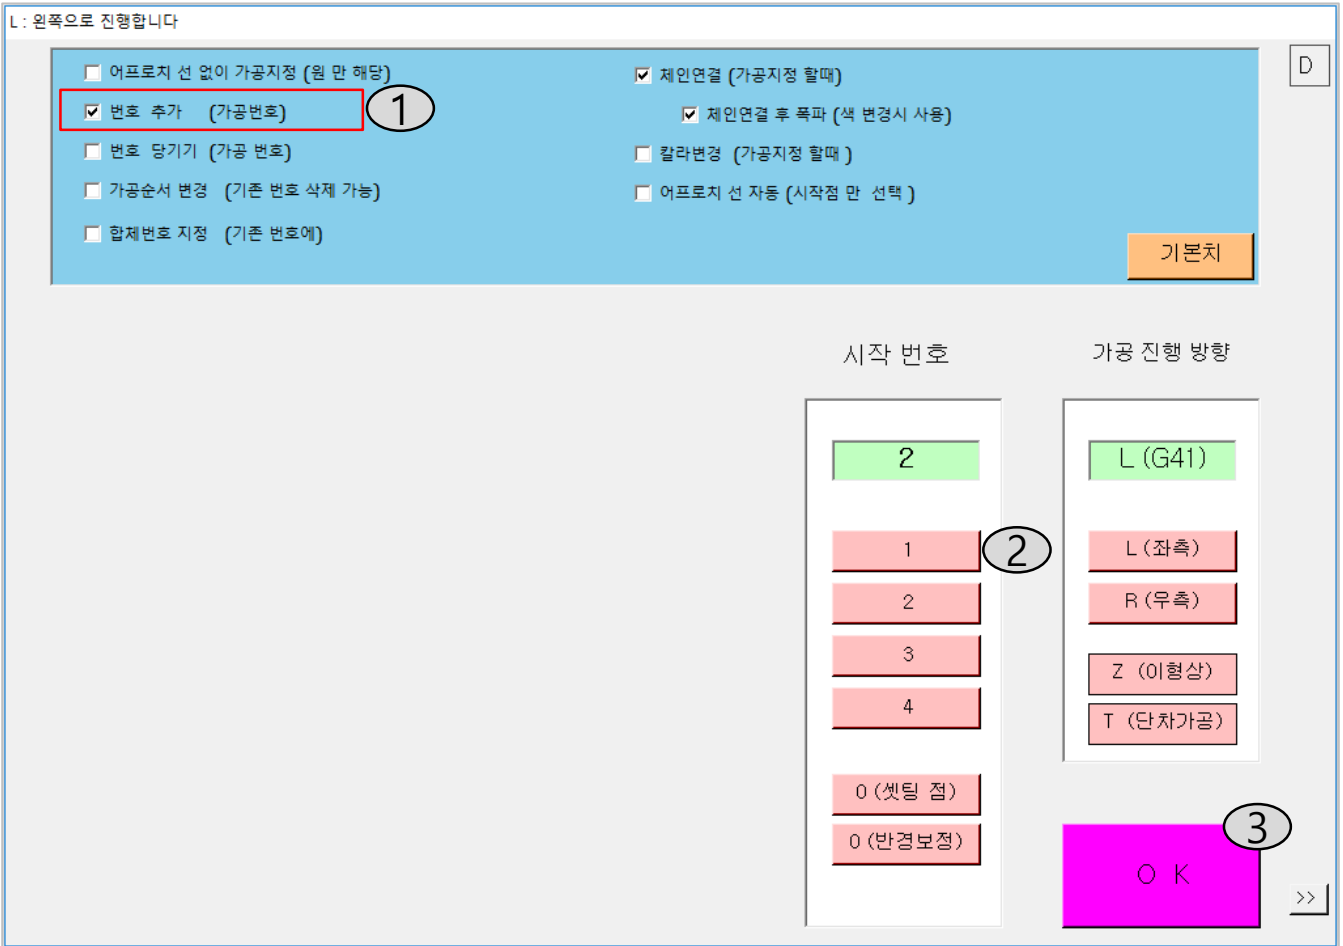 L : 왼쪽으로 진행합니다
D
어프로치 선 없이 가공지정 (원 만 해당)
번호 추가 (가공번호)
1
번호 당기기 (가공 번호)
가공순서 변경 (기존 번호 삭제 가능)
합체번호 지정 (기존 번호에)
체인연결 (가공지정 할때)
체인연결 후 폭파 (색 변경시 사용)
칼라변경 (가공지정 할때 )
어프로치 선 자동 (시작점 만 선택 )
기본치
시작 번호
2
1
2
2
3
4
0 (셋팅 점)
0 (반경보정)
가공 진행 방향
L (G41)
L (좌측)
R (우측)
Z (이형상)
T (단차가공)
3
O K
>>